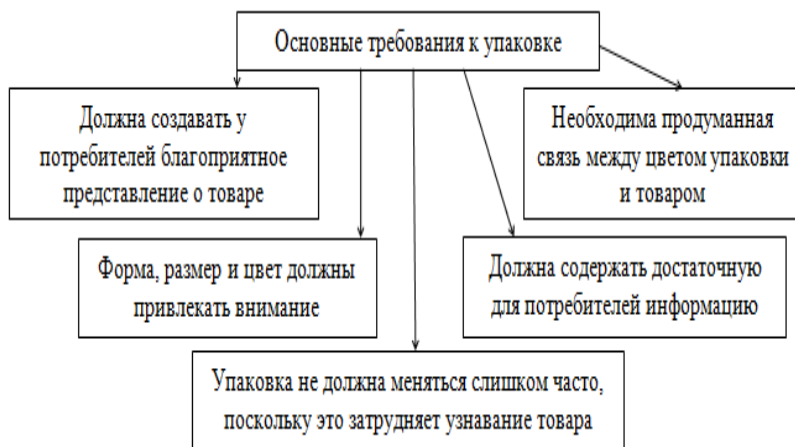 Основные требования к упаковке
Должна создавать у
потребителей благоприятное
представление о товаре
Необходима продуманная
связь между цветом упаковки
и товаром
Форма, размер и цвет должны
привлекать внимание
Должна содержать достаточную
для потребителей информацию
Упаковка не должна меняться слишком часто,
поскольку это затрудняет узнавание товара